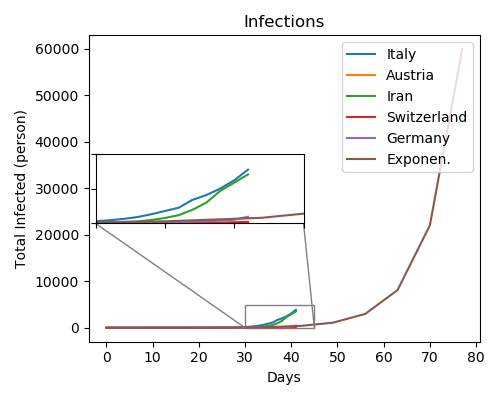 Infections
Total Infected (person)
60000
50000
40000
30000
20000
10000
0
Italy
Austria
Iran
Switzerland
Germany
Exponen.
0 10 20 30 40 50 60 70 80
Days